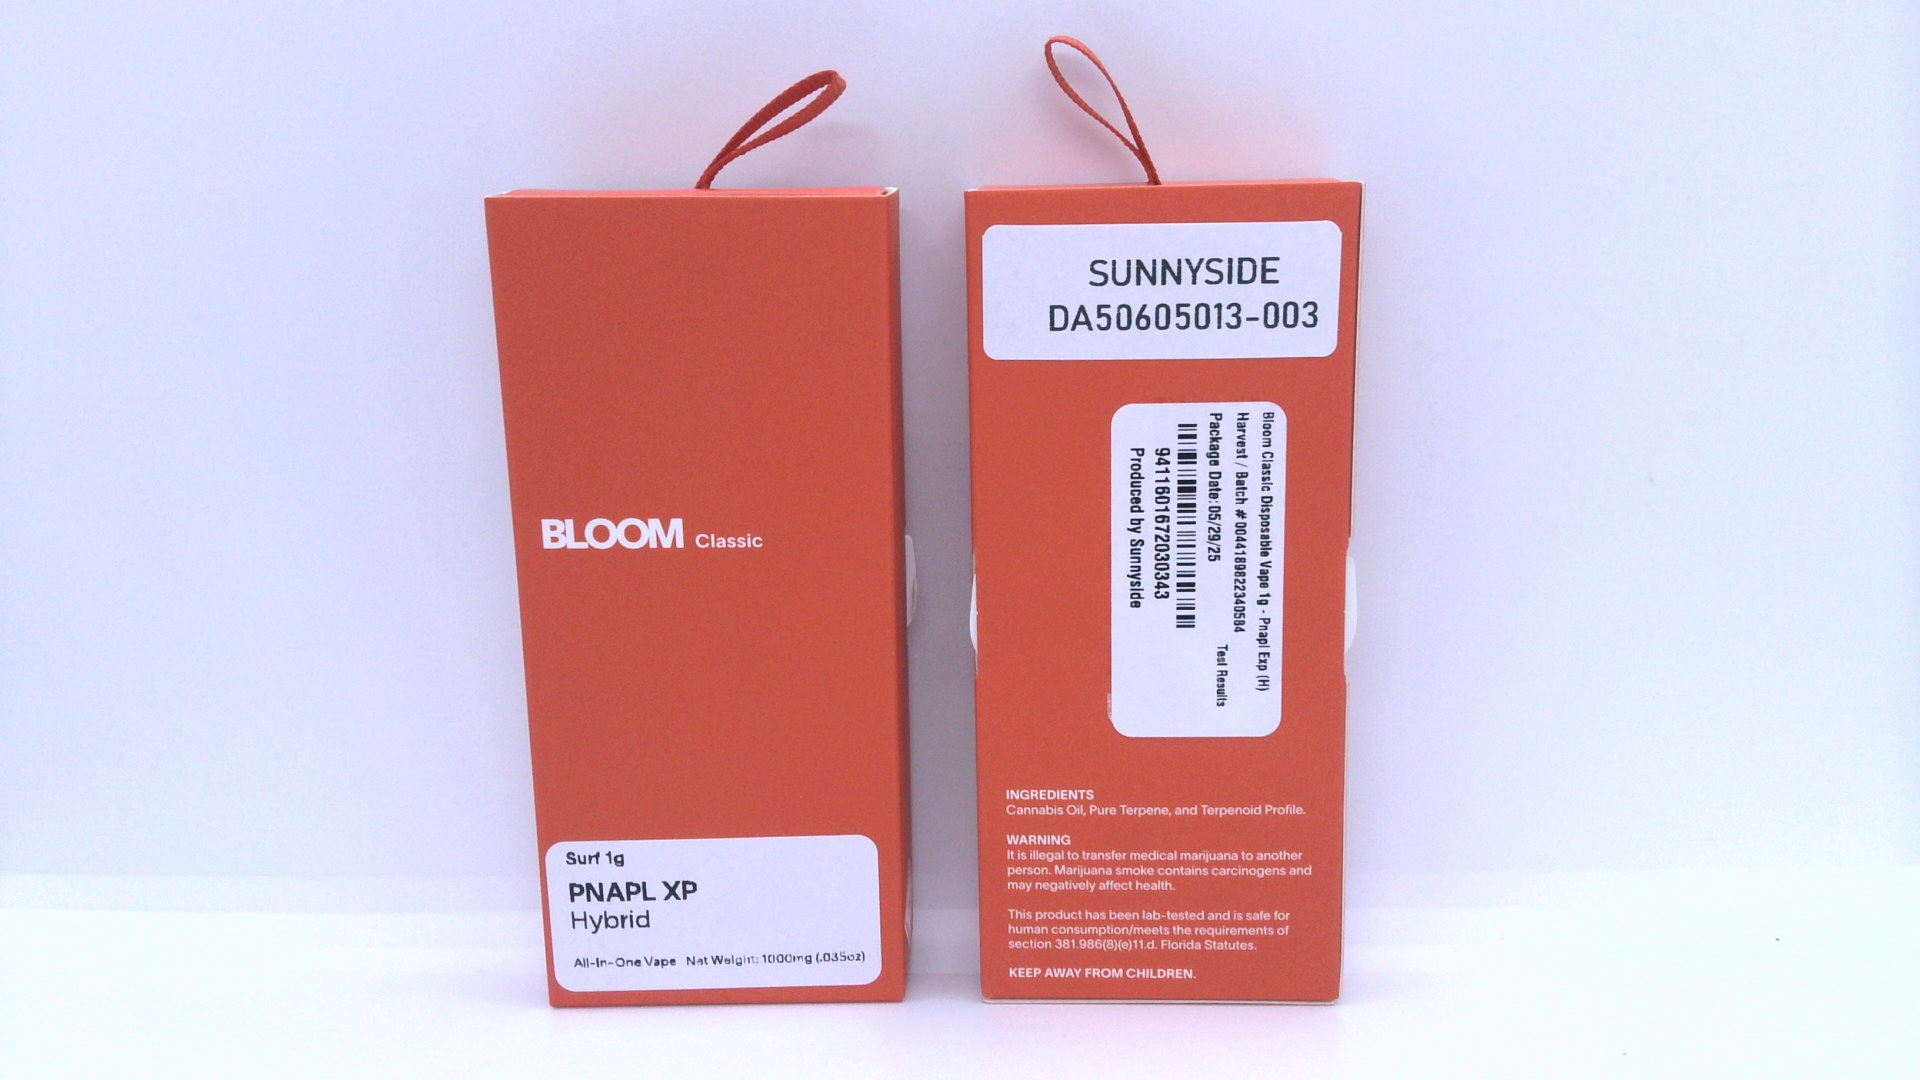 BLOOM Classic
Surf 1g
PNAPL XP
Hybrid
All-In-One Vape Net Weight: 1000mg (.035oz)
SUNNYSIDE
DA50605013-003
Bloom Classic Disposable Vape 1g - Pnapl Exp (H)
Harvest / Batch # 0044189822340584
Package Date: 05/29/25
Test Results
9411601672030343
Produced by Sunnyside
INGREDIENTS
Cannabis Oil, Pure Terpene, and Terpenoid Profile.
WARNING
It is illegal to transfer medical marijuana to another
person. Marijuana smoke contains carcinogens and
may negatively affect health.
This product has been lab-tested and is safe for
human consumption/meets the requirements of
section 381.986(8)(e)11.d. Florida Statutes.
KEEP AWAY FROM CHILDREN.